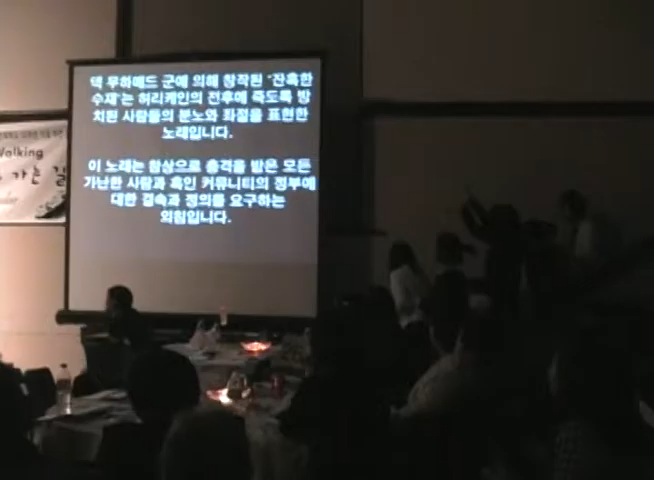 덕 무하메드 군에 의해 창작된 "잔혹한
수재"는 허리케인의 전후에 죽도록 방
치된 사람들의 분노와 좌절을 표현한
노래입니다.
이 노래는 참상으로 충격을 받은 모든
가난한 사람과 흑인 커뮤니티의 정부에
대한 결속과 정의를 요구하는
외침입니다.
Walking
가는 길